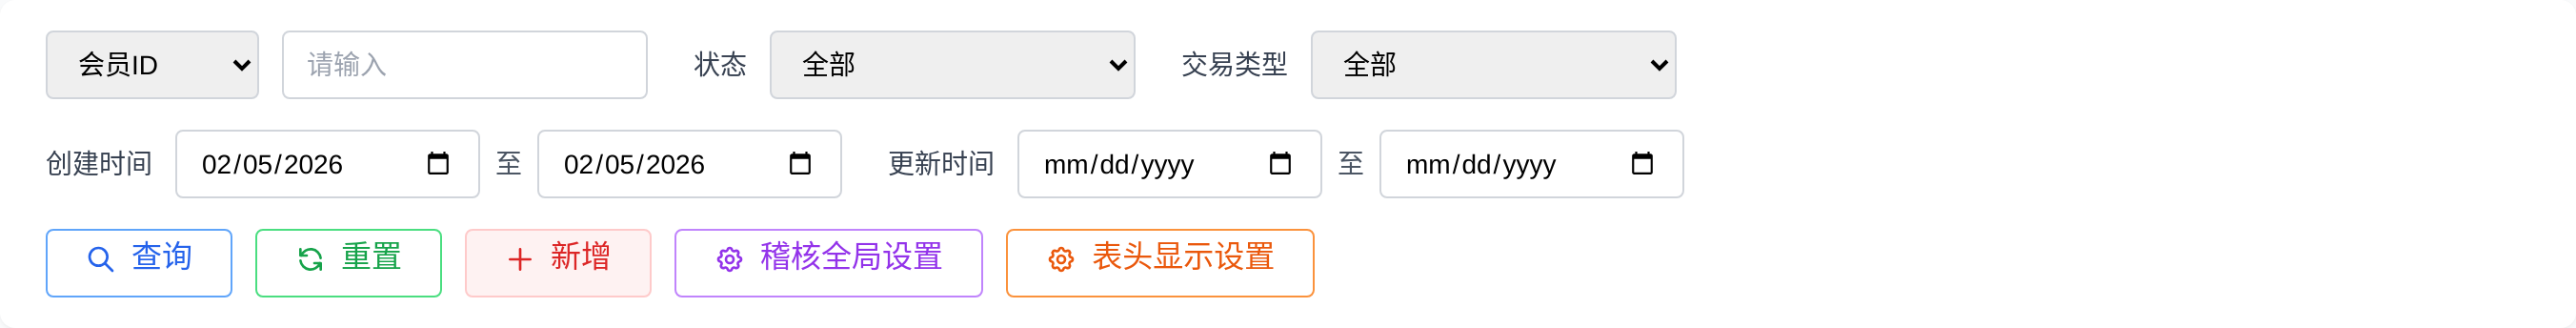 会员ID 请输入 状态 全部 交易类型 全部
创建时间 02/05/2026 至 02/05/2026 更新时间 mm/dd/yyyy 至 mm/dd/yyyy
查询 重置 新增 稽核全局设置 表头显示设置